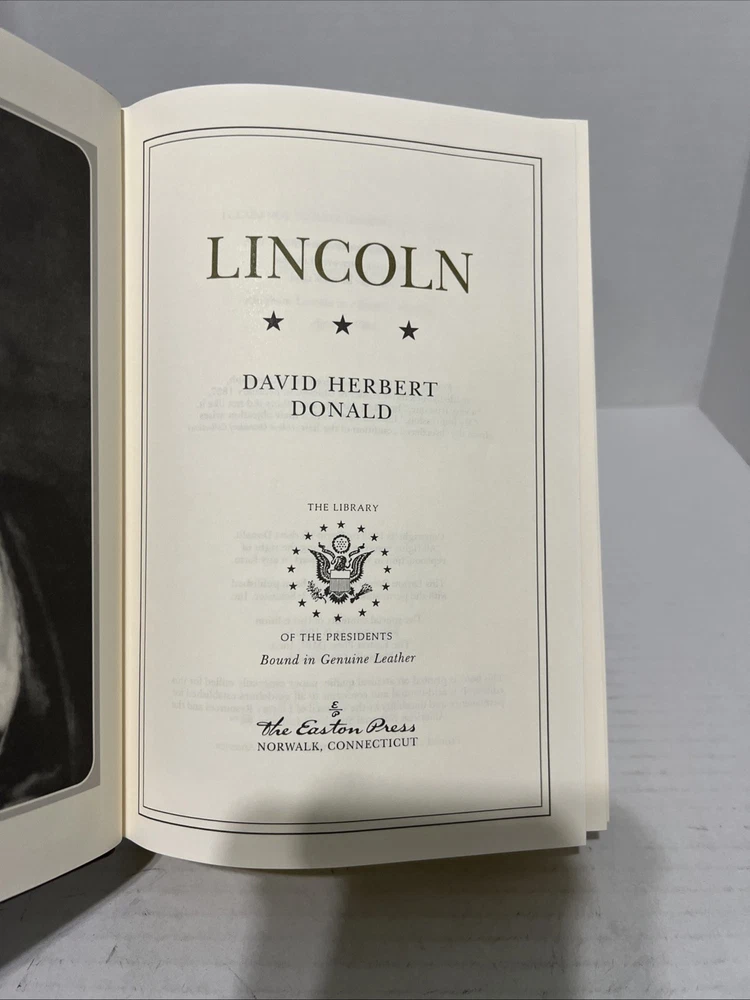 LINCOLN
DAVID HERBERT
DONALD
THE LIBRARY
OF THE PRESIDENTS
Bound in Genuine Leather
The Easton Press
NORWALK, CONNECTICUT